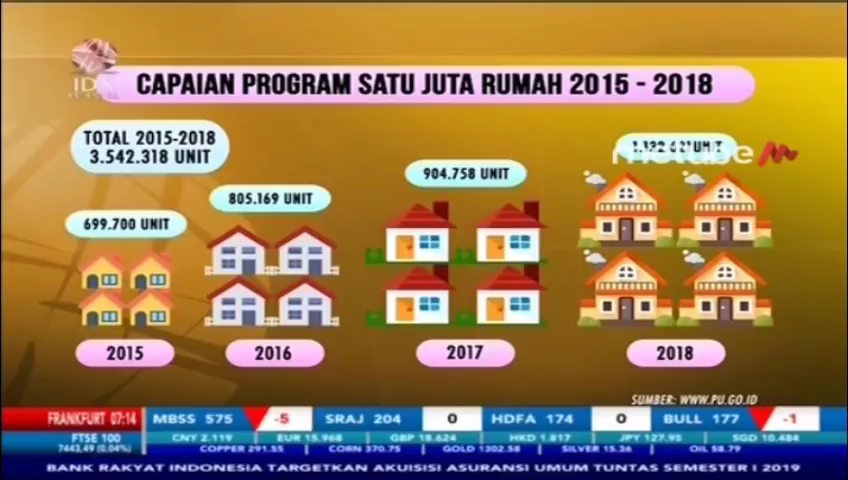 IDX
CAPAIAN PROGRAM SATU JUTA RUMAH 2015 - 2018
TOTAL 2015-2018
3.542.318 UNIT
699.700 UNIT
805.169 UNIT
904.758 UNIT
UNIT
metube
2015
2016
2017
2018
SUMBER: WWW.PU.GO.ID
FRANKFURT 07:14 MBSS 575 -5 SRAJ 204 0 HDFA 174 0 BULL 177 -1
FTSE 100 CNY 2.119 EUR 15.968 GBP 18.624 HKD 1.817 JPY 127.95 SGD 10.484
7443.49 (0.04%) COPPER 291.55 CORN 370.75 GOLD 1302.58 SILVER 15.36 OIL 58.79
BANK RAKYAT INDONESIA TARGETKAN AKUISISI ASURANSI UMUM TUNTAS SEMESTER I 2019